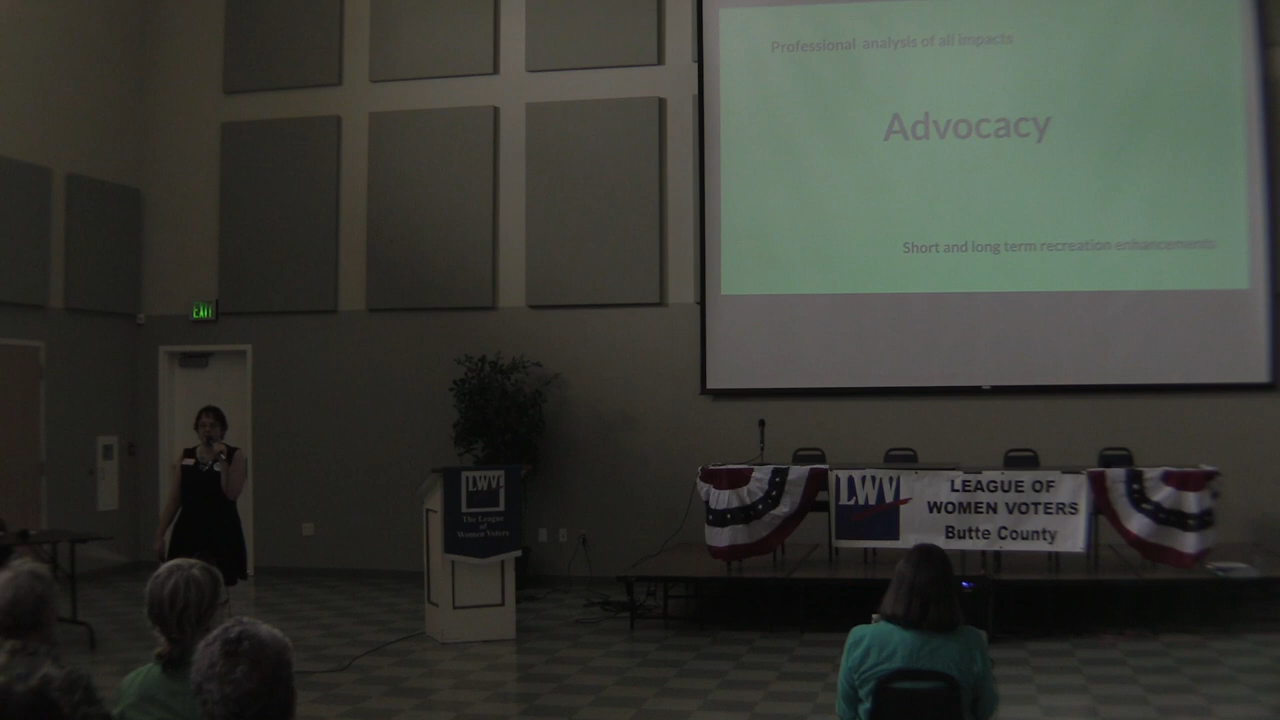 Professional analysis of all impacts
Advocacy
Short and long term recreation enhancements
EXIT
LWV
The League
of
Women Voters
LWV
LEAGUE OF
WOMEN VOTERS
Butte County